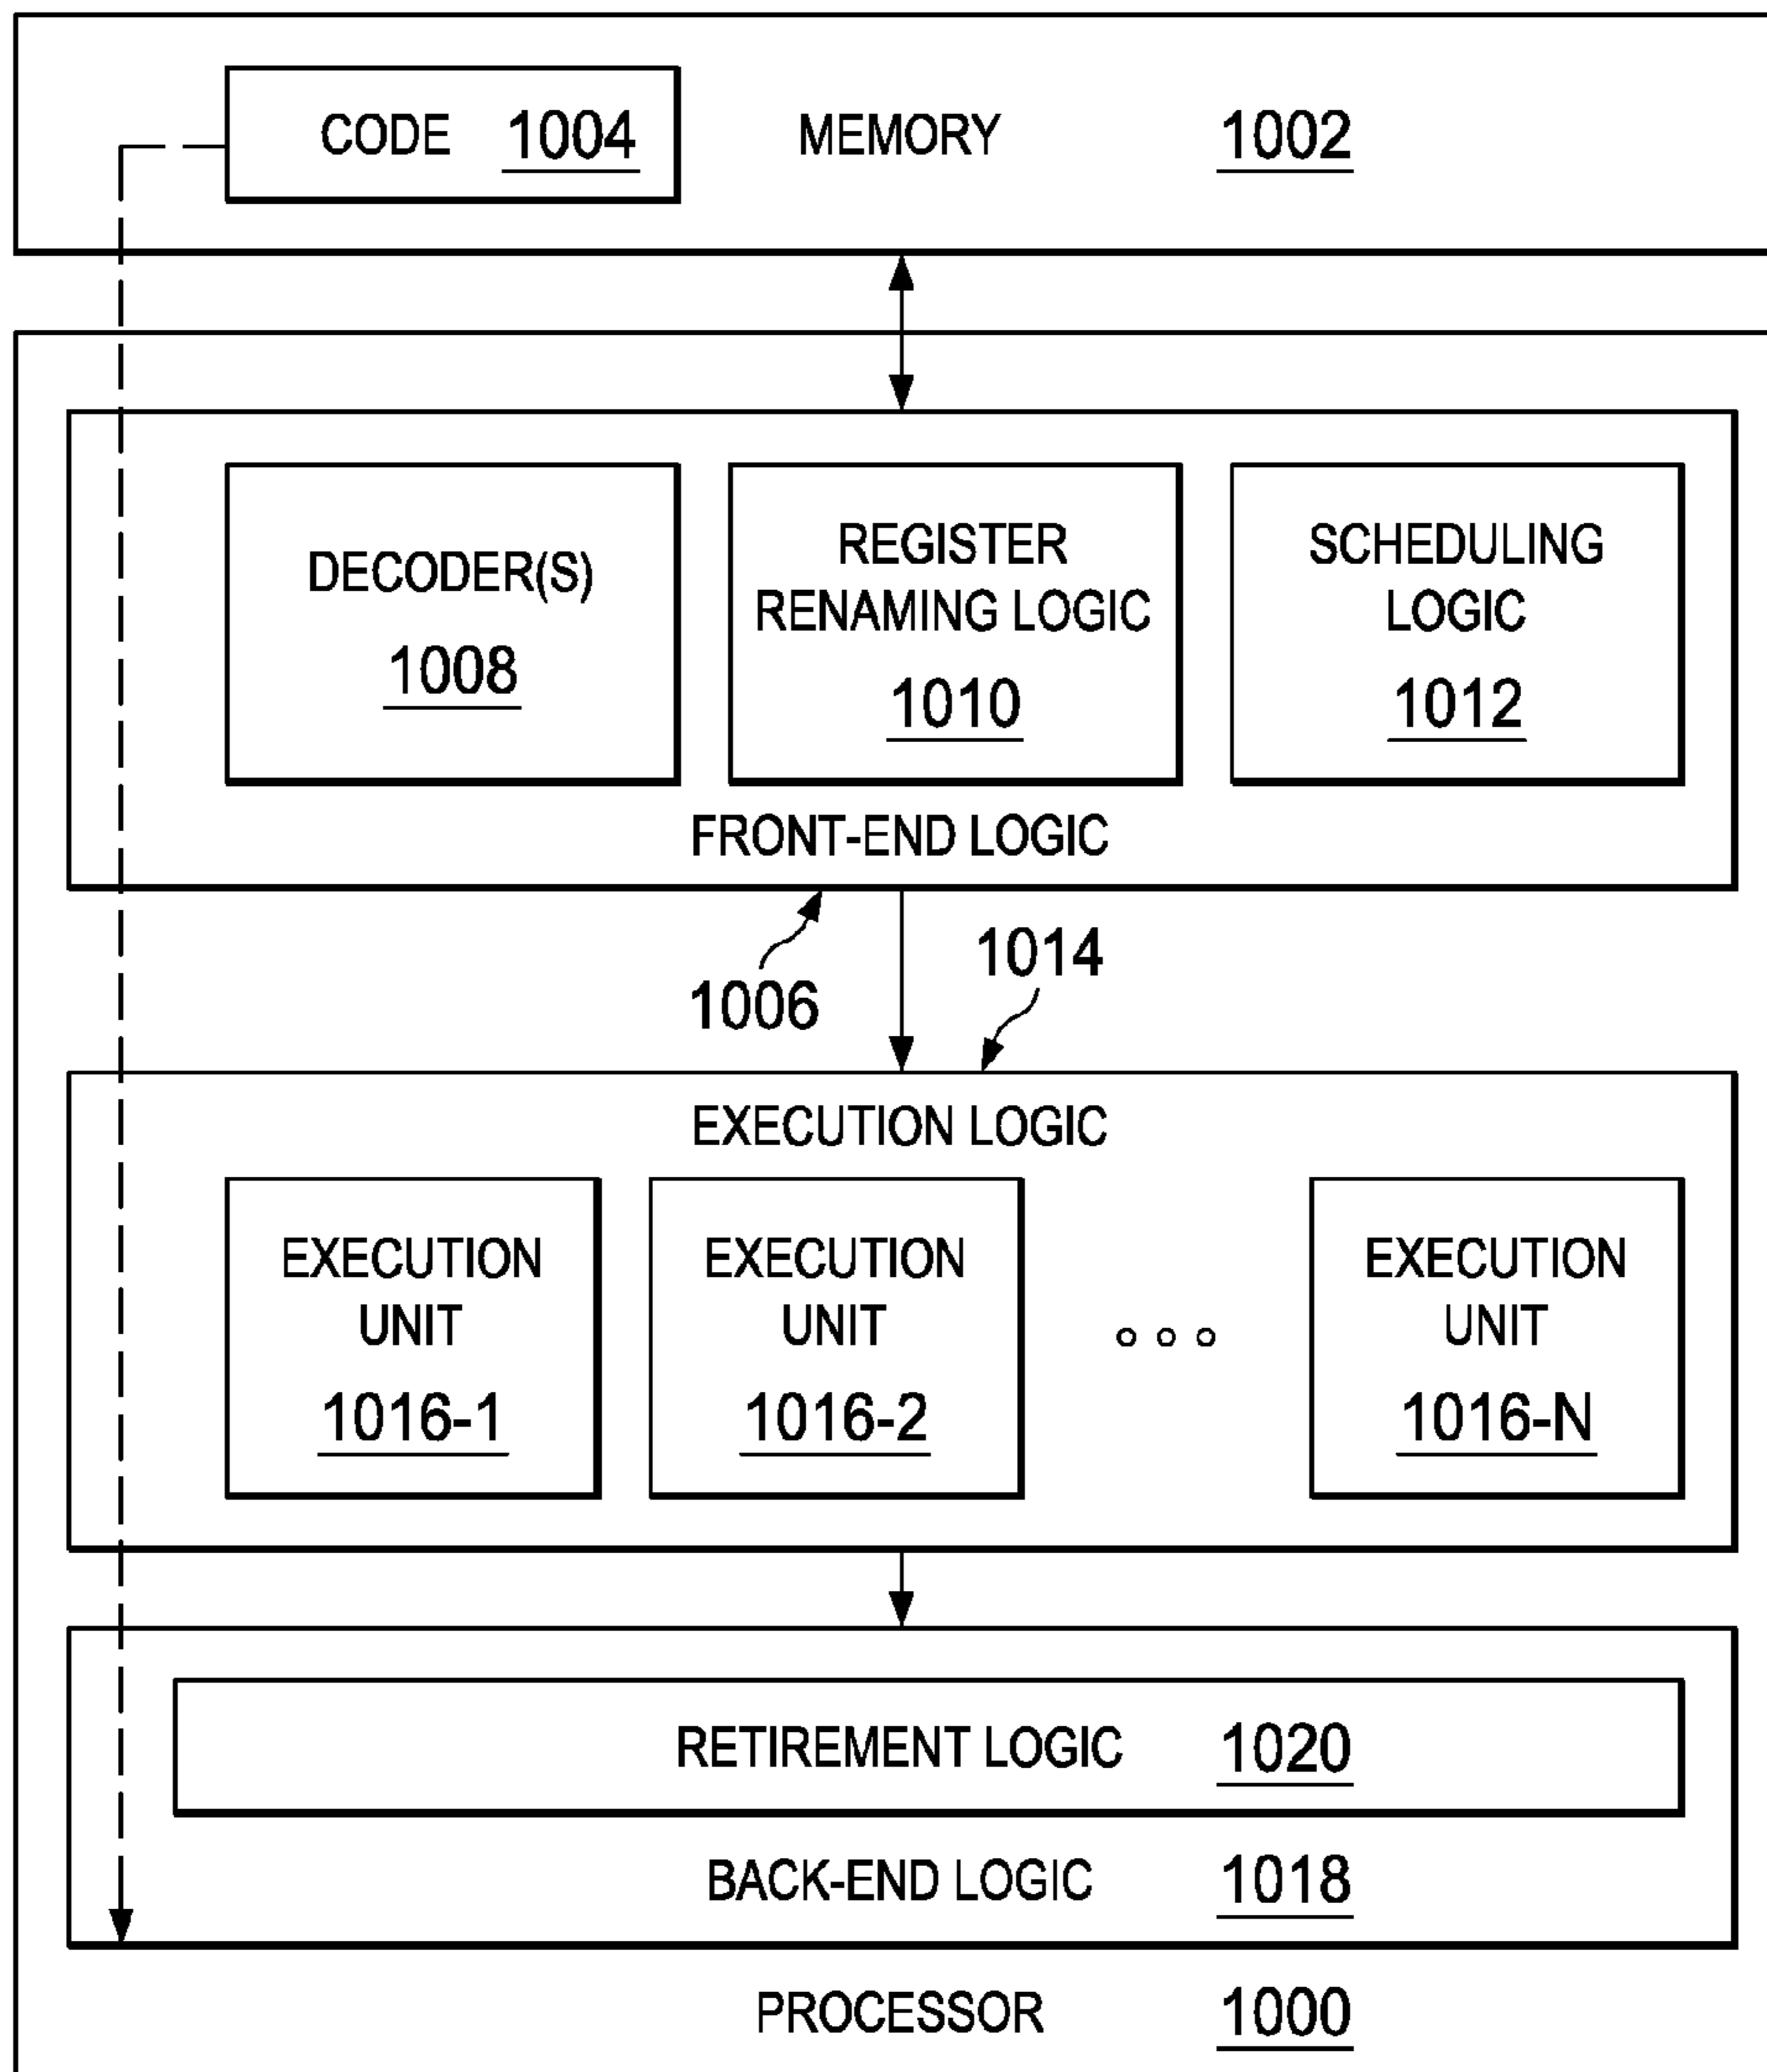 CODE 1004 MEMORY 1002
DECODER(S)
1008
REGISTER
RENAMING LOGIC
1010
SCHEDULING
LOGIC
1012
FRONT-END LOGIC
1006
1014
EXECUTION LOGIC
EXECUTION
UNIT
1016-1
EXECUTION
UNIT
1016-2
EXECUTION
UNIT
1016-N
RETIREMENT LOGIC 1020
BACK-END LOGIC 1018
PROCESSOR 1000